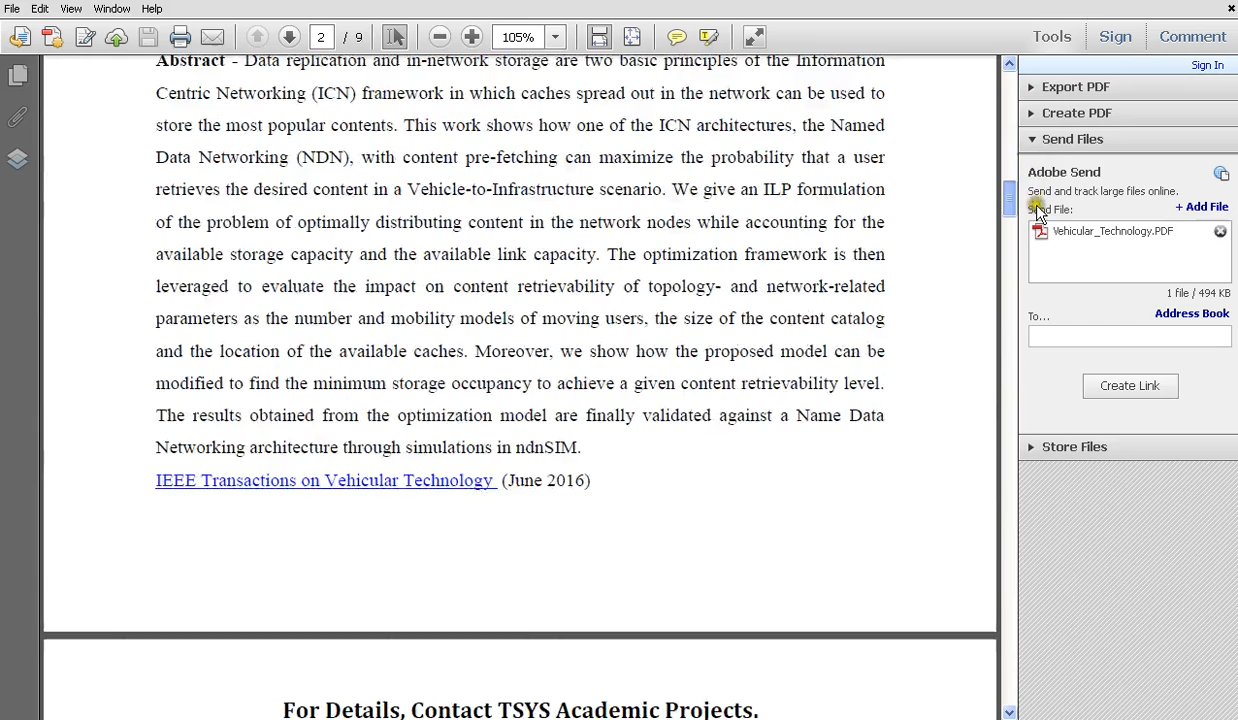 File Edit View Window Help
2 / 9 105% Tools Sign Comment
Sign In
Export PDF
Create PDF
Send Files
Adobe Send
Send and track large files online.
Send File: + Add File
Vehicular_Technology.PDF
1 file / 494 KB
To... Address Book
Create Link
Store Files
Abstract - Data replication and in-network storage are two basic principles of the Information
Centric Networking (ICN) framework in which caches spread out in the network can be used to
store the most popular contents. This work shows how one of the ICN architectures, the Named
Data Networking (NDN), with content pre-fetching can maximize the probability that a user
retrieves the desired content in a Vehicle-to-Infrastructure scenario. We give an ILP formulation
of the problem of optimally distributing content in the network nodes while accounting for the
available storage capacity and the available link capacity. The optimization framework is then
leveraged to evaluate the impact on content retrievability of topology- and network-related
parameters as the number and mobility models of moving users, the size of the content catalog
and the location of the available caches. Moreover, we show how the proposed model can be
modified to find the minimum storage occupancy to achieve a given content retrievability level.
The results obtained from the optimization model are finally validated against a Name Data
Networking architecture through simulations in ndnSIM.
IEEE Transactions on Vehicular Technology (June 2016)
For Details, Contact TSYS Academic Projects.